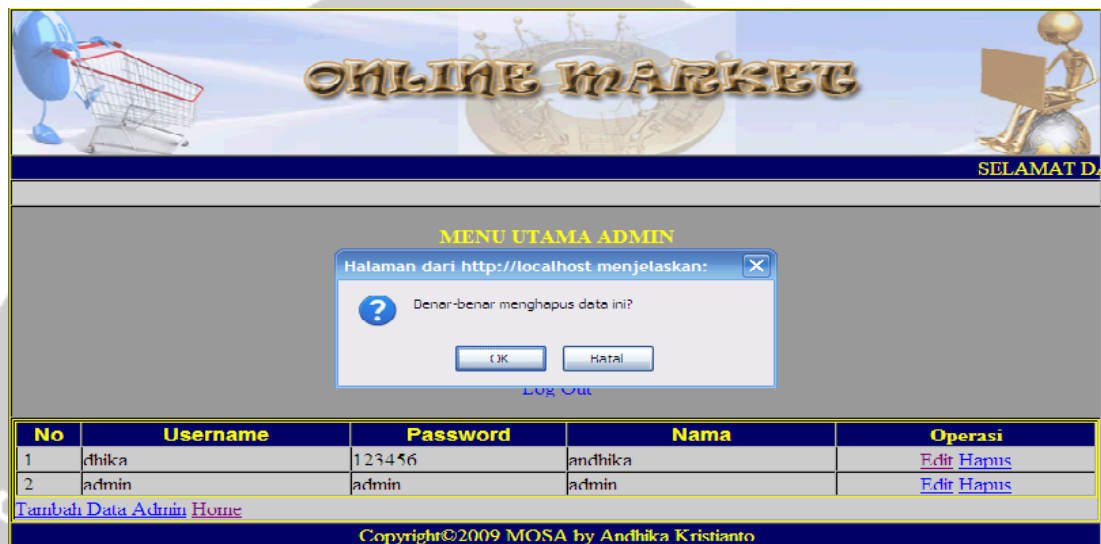 ONLINE MARKET
SELAMAT DA
MENU UTAMA ADMIN
Halaman dari http://localhost menjelaskan:
Benar-benar menghapus data ini?
OK Batal
Log Out
No Username Password Nama Operasi
1 dhika 123456 andhika Edit Hapus
2 admin admin admin Edit Hapus
Tambah Data Admin Home
Copyright©2009 MOSA by Andhika Kristianto